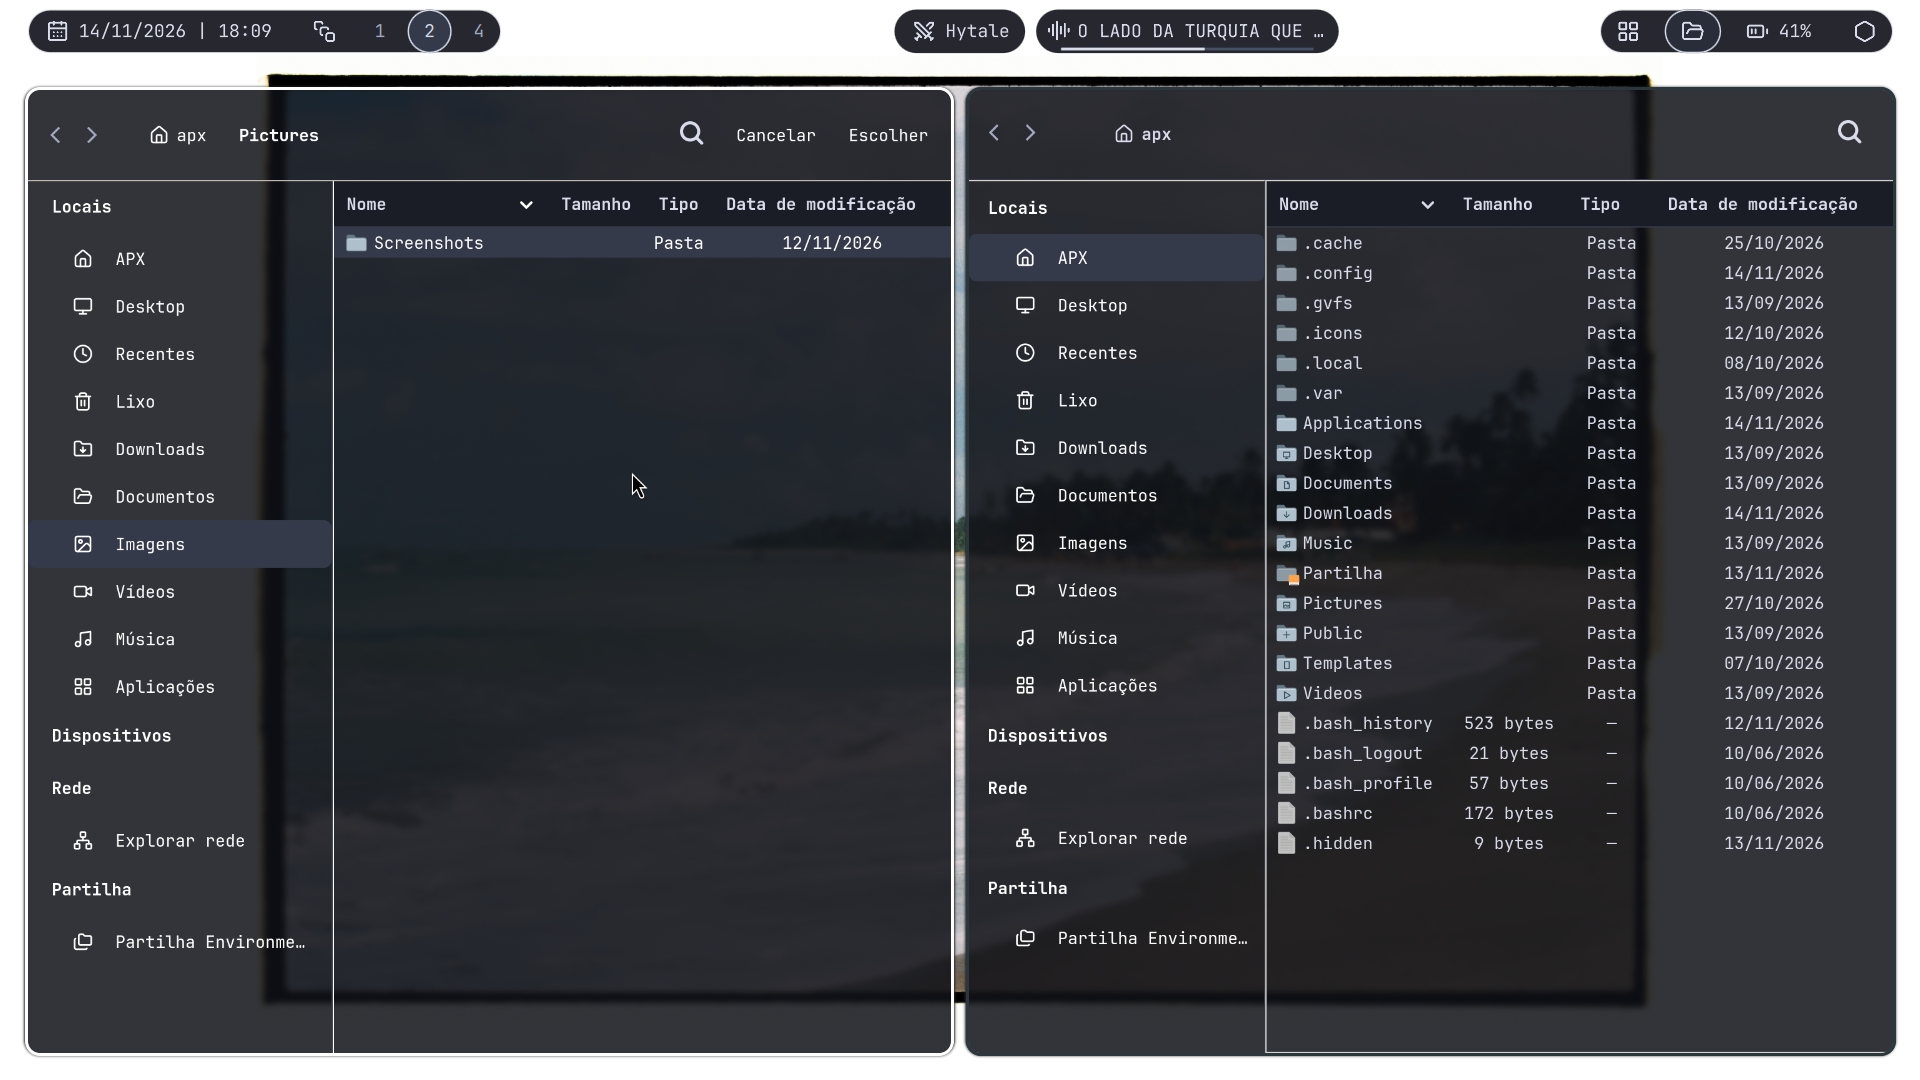 14/11/2026 | 18:09
1 2 4
Hytale
O LADO DA TURQUIA QUE …
41%
apx Pictures
Cancelar Escolher
Locais
APX
Desktop
Recentes
Lixo
Downloads
Documentos
Imagens
Vídeos
Música
Aplicações
Dispositivos
Rede
Explorar rede
Partilha
Partilha Environme…
Nome Tamanho Tipo Data de modificação
Screenshots Pasta 12/11/2026
apx
Locais
APX
Desktop
Recentes
Lixo
Downloads
Documentos
Imagens
Vídeos
Música
Aplicações
Dispositivos
Rede
Explorar rede
Partilha
Partilha Environme…
Nome Tamanho Tipo Data de modificação
.cache Pasta 25/10/2026
.config Pasta 14/11/2026
.gvfs Pasta 13/09/2026
.icons Pasta 12/10/2026
.local Pasta 08/10/2026
.var Pasta 13/09/2026
Applications Pasta 14/11/2026
Desktop Pasta 13/09/2026
Documents Pasta 13/09/2026
Downloads Pasta 14/11/2026
Music Pasta 13/09/2026
Partilha Pasta 13/11/2026
Pictures Pasta 27/10/2026
Public Pasta 13/09/2026
Templates Pasta 07/10/2026
Videos Pasta 13/09/2026
.bash_history 523 bytes — 12/11/2026
.bash_logout 21 bytes — 10/06/2026
.bash_profile 57 bytes — 10/06/2026
.bashrc 172 bytes — 10/06/2026
.hidden 9 bytes — 13/11/2026